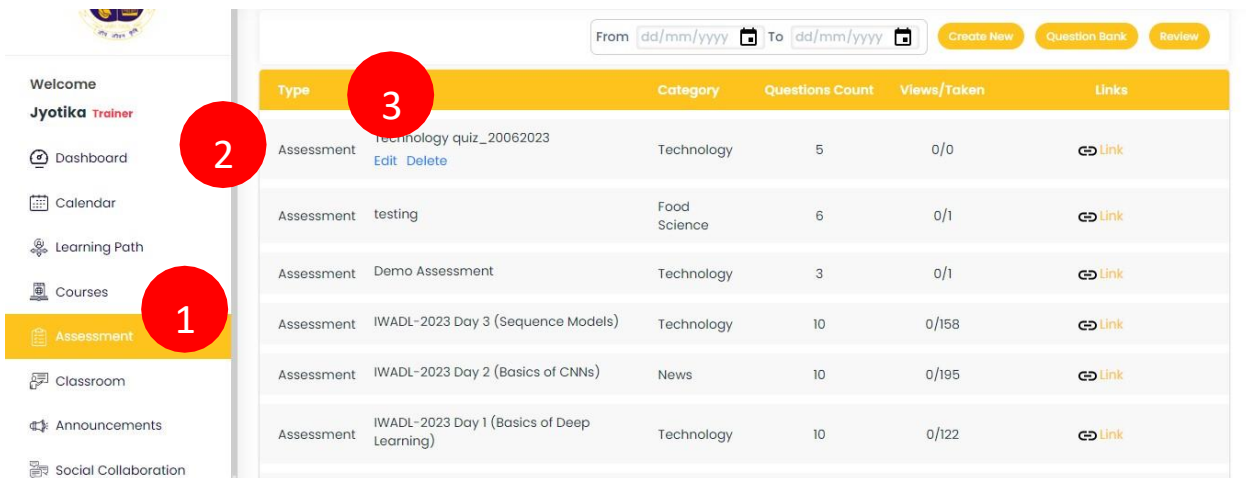 From dd/mm/yyyy To dd/mm/yyyy Create New Question Bank Review
Welcome
Jyotika Trainer
Dashboard
Calendar
Learning Path
Courses
Assessment
Classroom
Announcements
Social Collaboration
1
2
3
Type Category Questions Count Views/Taken Links
Assessment Technology quiz_20062023 Technology 5 0/0 Link
Edit Delete
Assessment testing Food Science 6 0/1 Link
Assessment Demo Assessment Technology 3 0/1 Link
Assessment IWADL-2023 Day 3 (Sequence Models) Technology 10 0/158 Link
Assessment IWADL-2023 Day 2 (Basics of CNNs) News 10 0/195 Link
Assessment IWADL-2023 Day 1 (Basics of Deep Learning) Technology 10 0/122 Link